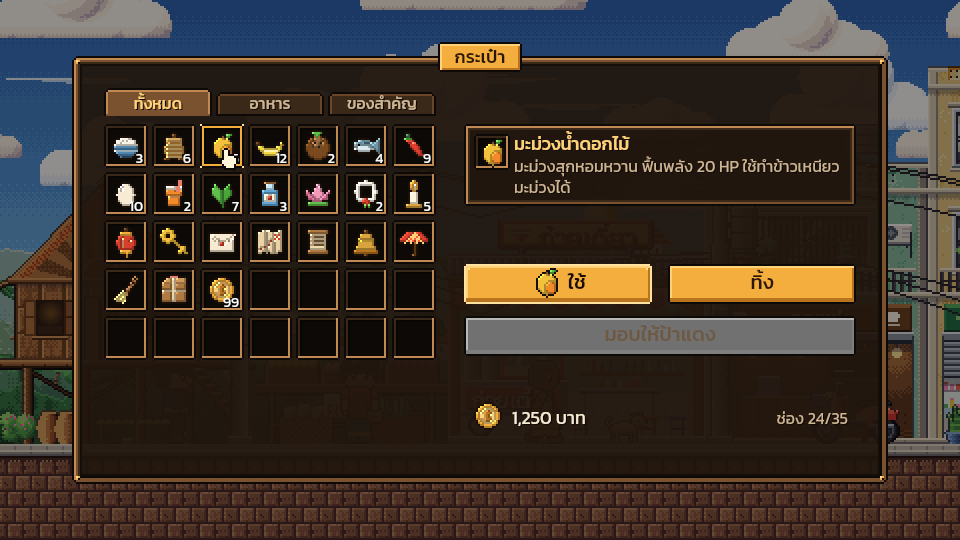 กระเป๋า
ทั้งหมด
อาหาร
ของสำคัญ
3
6
12
2
4
9
10
2
7
3
2
5
99
มะม่วงน้ำดอกไม้
มะม่วงสุกหอมหวาน ฟื้นพลัง 20 HP ใช้ทำข้าวเหนียว
มะม่วงได้
ใช้
ทิ้ง
มอบให้ป้าแดง
1,250 บาท
ช่อง 24/35